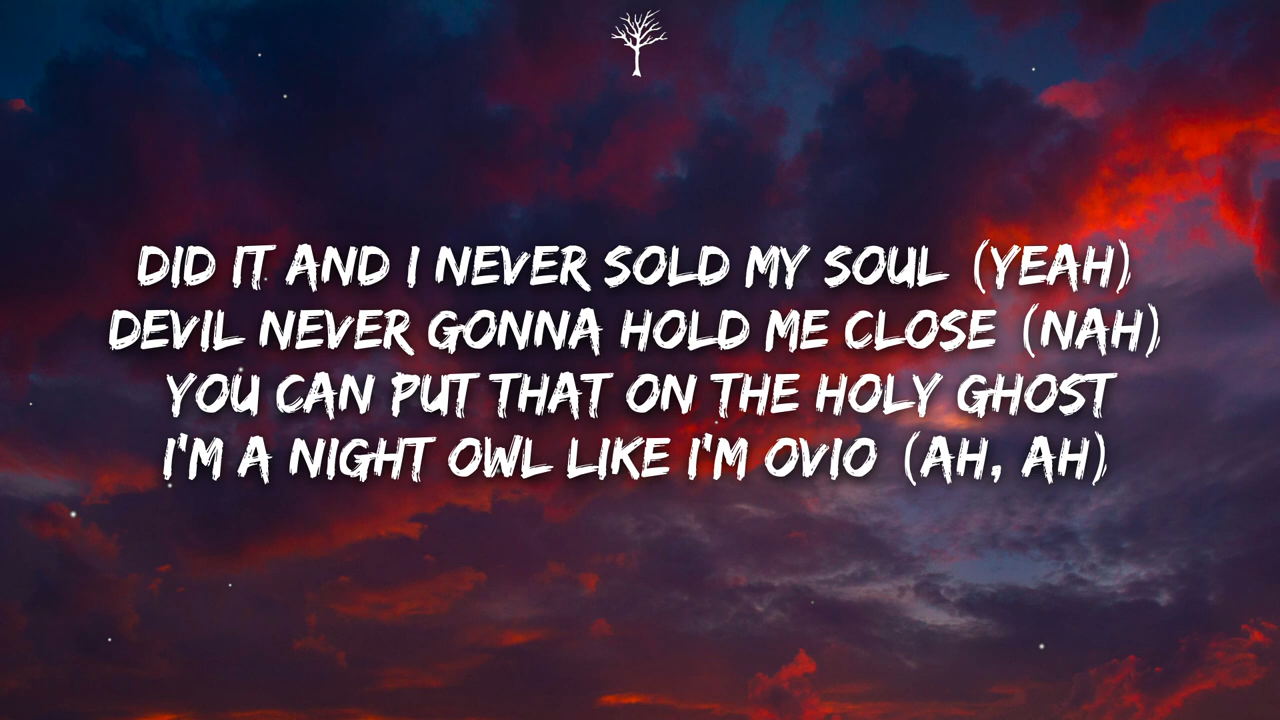 DID IT AND I NEVER SOLD MY SOUL (YEAH)
DEVIL NEVER GONNA HOLD ME CLOSE (NAH)
YOU CAN PUT THAT ON THE HOLY GHOST
I'M A NIGHT OWL LIKE I'M OVIO (AH, AH)